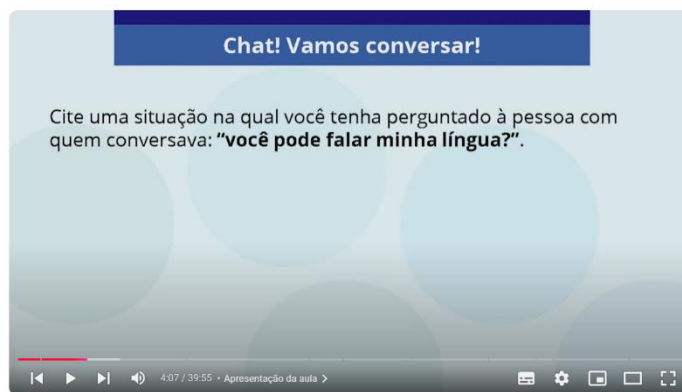 Chat! Vamos conversar!
Cite uma situação na qual você tenha perguntado à pessoa com
quem conversava: “você pode falar minha língua?”.
4:07 / 39:55 • Apresentação da aula >